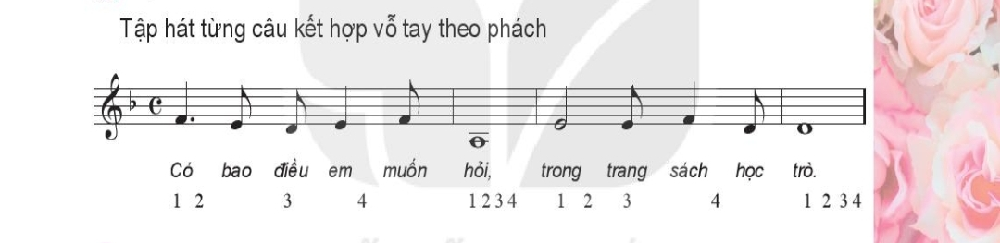 Tập hát từng câu kết hợp vỗ tay theo phách
Có bao điều em muốn hỏi, trong trang sách học trò.
1 2 3 4 1 2 3 4 1 2 3 4 1 2 3 4